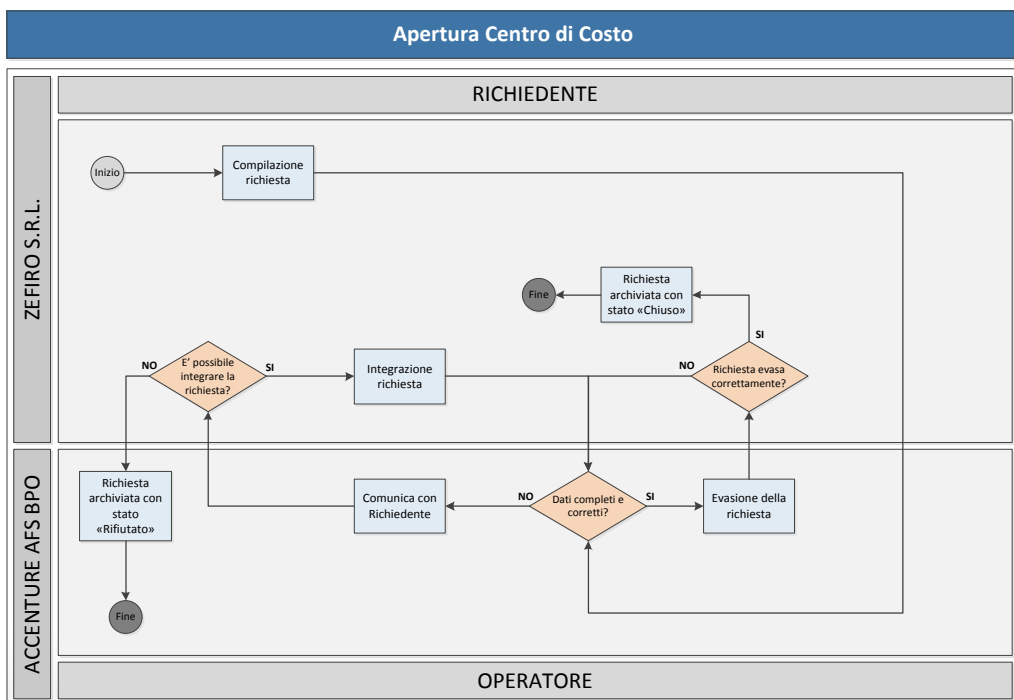 Apertura Centro di Costo
RICHIEDENTE
ZEFIRO S.R.L.
Inizio
Compilazione
richiesta
Fine
Richiesta
archiviata con
stato «Chiuso»
SI
NO
E' possibile
integrare la
richiesta?
SI
Integrazione
richiesta
NO
Richiesta evasa
correttamente?
ACCENTURE AFS BPO
Richiesta
archiviata con
stato
«Rifiutato»
Comunica con
Richiedente
NO
Dati completi e
corretti?
SI
Evasione della
richiesta
Fine
OPERATORE